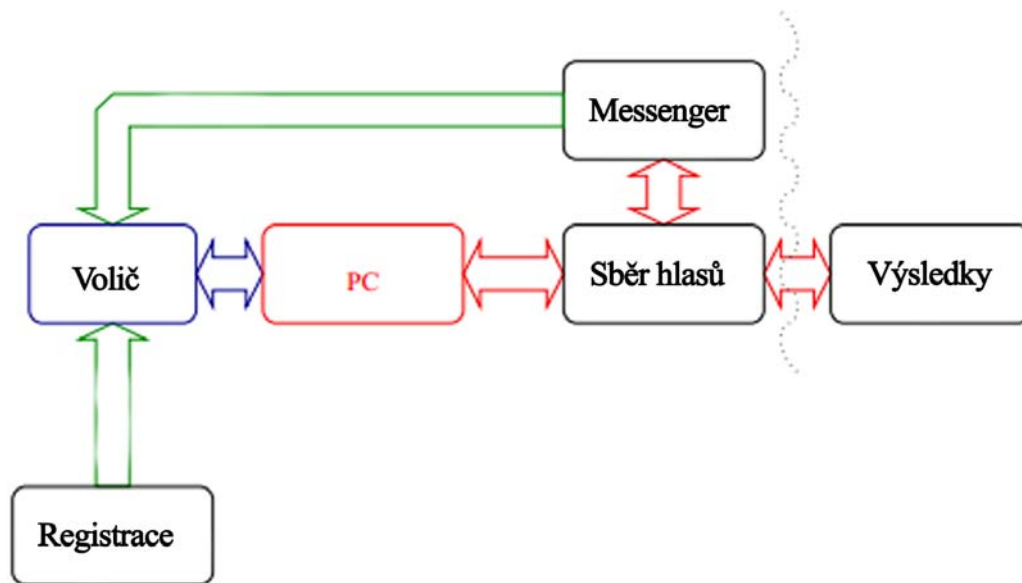 Messenger
Volič
PC
Sběr hlasů
Výsledky
Registrace